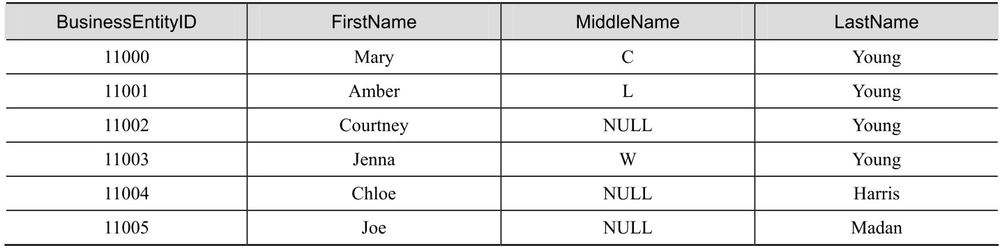 BusinessEntityID FirstName MiddleName LastName
11000 Mary C Young
11001 Amber L Young
11002 Courtney NULL Young
11003 Jenna W Young
11004 Chloe NULL Harris
11005 Joe NULL Madan